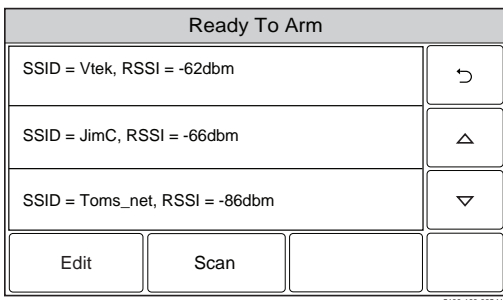 Ready To Arm
SSID = Vtek, RSSI = -62dbm
SSID = JimC, RSSI = -66dbm
SSID = Toms_net, RSSI = -86dbm
Edit
Scan